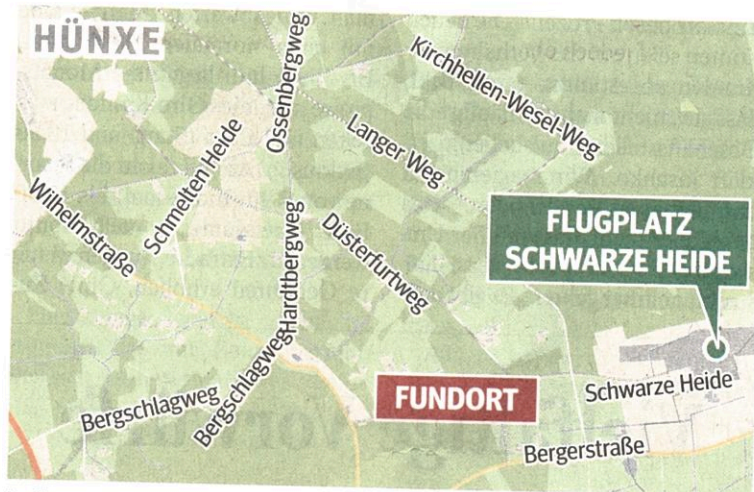 HÜNXE
Kirchhellen-Wesel-Weg
Ossenbergweg
Langer Weg
Schmelten Heide
Wilhelmstraße
FLUGPLATZ
SCHWARZE HEIDE
Düsterfurtweg
Hardtbergweg
Bergschlagweg
Bergschlagweg
FUNDORT
Schwarze Heide
Bergerstraße